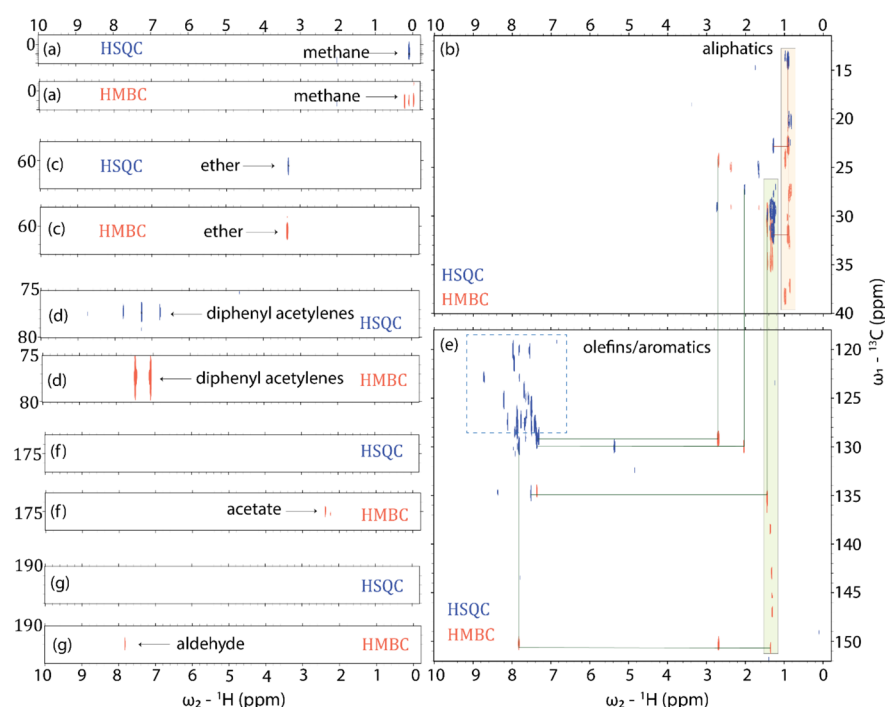 10 9 8 7 6 5 4 3 2 1 0
0 (a) HSQC methane
0 (a) HMBC methane
60 (c) HSQC ether
60 (c) HMBC ether
75
(d) diphenyl acetylenes HSQC
80
75
(d) diphenyl acetylenes HMBC
80
(f) HSQC
175
(f) acetate HMBC
175
190
(g) HSQC
190
(g) aldehyde HMBC
10 9 8 7 6 5 4 3 2 1 0
ω₂ - ¹H (ppm)
10 9 8 7 6 5 4 3 2 1 0
(b) aliphatics
15
20
25
30
35
40
HSQC
HMBC
(e) olefins/aromatics
120
125
130
135
140
145
150
HSQC
HMBC
10 9 8 7 6 5 4 3 2 1 0
ω₂ - ¹H (ppm)
ω₁ - ¹³C (ppm)